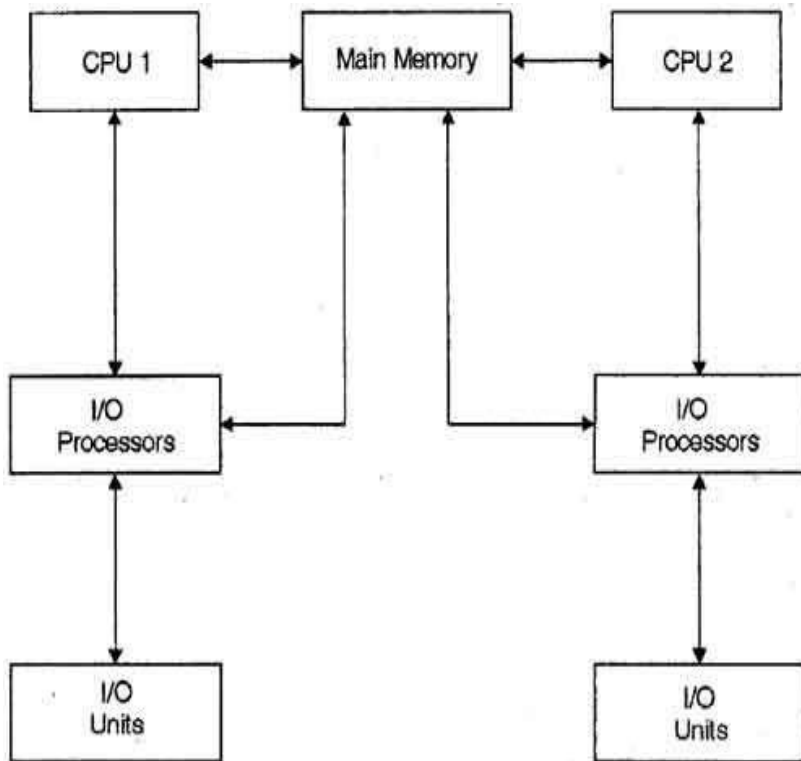 CPU 1
Main Memory
CPU 2
I/O
Processors
I/O
Processors
I/O
Units
I/O
Units